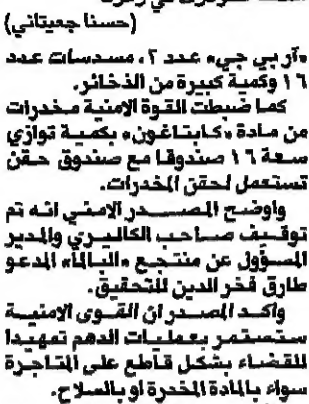 (حسنا جعيتاني)
«آر بي جي» عدد ٢، مسدسات عدد
١٦ وكمية كبيرة من الذخائر.
كما ضبطت القوة الامنية مخدرات
من مادة «كابتاغون» بكمية توازي
سعة ١٦ صندوقا مع صندوق حقن
تستعمل لحقن المخدرات.
واوضح المصدر الامني انه تم
توقيف صاحب الكاليري والمدير
المسؤول عن منتجع «البالما» المدعو
طارق فخر الدين للتحقيق.
واكد المصدر ان القوى الامنية
ستستمر بعمليات الدهم تمهيدا
للقضاء بشكل قاطع على المتاجرة
سواء بالمادة المخدرة او بالسلاح.